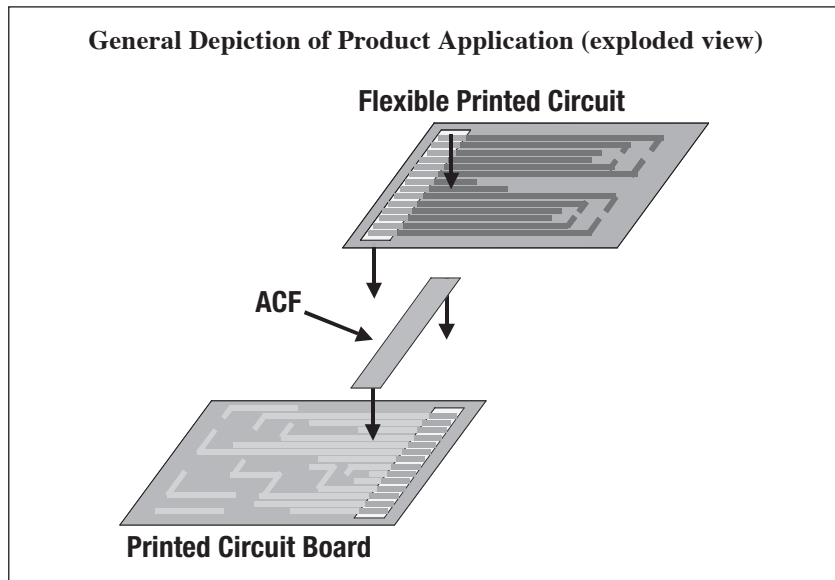 General Depiction of Product Application (exploded view)
Flexible Printed Circuit
ACF
Printed Circuit Board